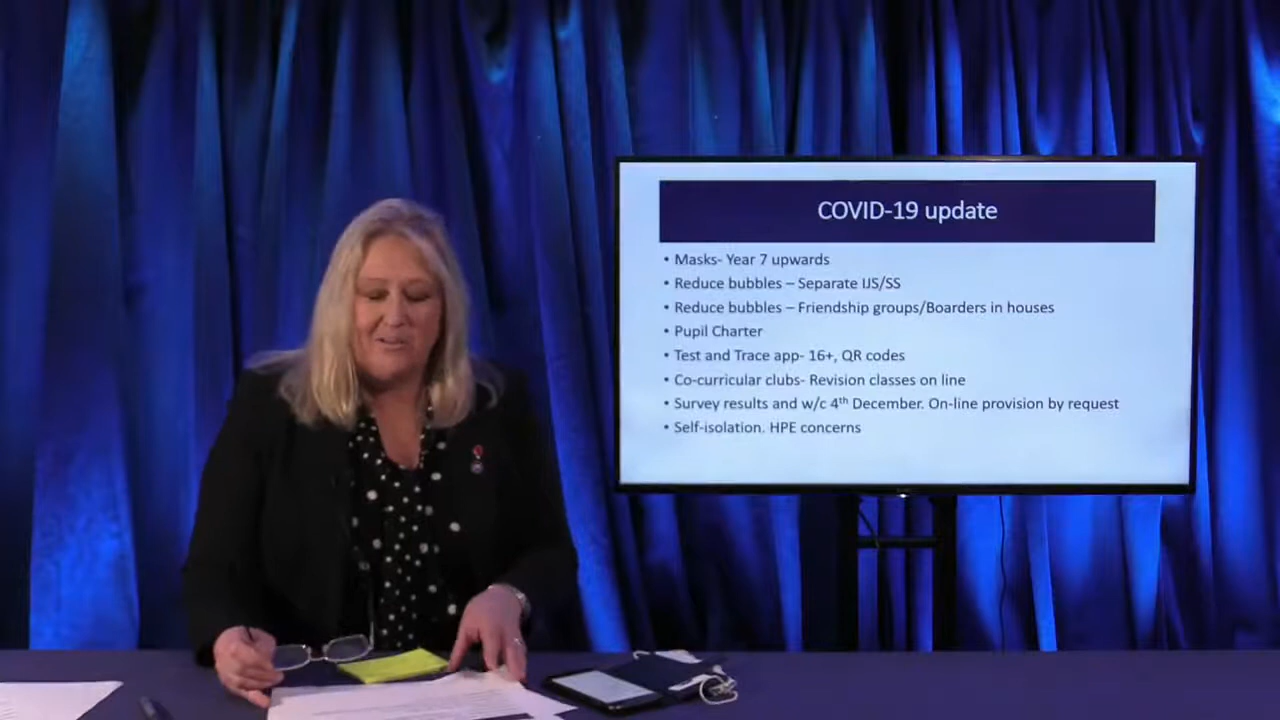 COVID-19 update
• Masks- Year 7 upwards
• Reduce bubbles – Separate IJS/SS
• Reduce bubbles – Friendship groups/Boarders in houses
• Pupil Charter
• Test and Trace app- 16+, QR codes
• Co-curricular clubs- Revision classes on line
• Survey results and w/c 4th December. On-line provision by request
• Self-isolation. HPE concerns